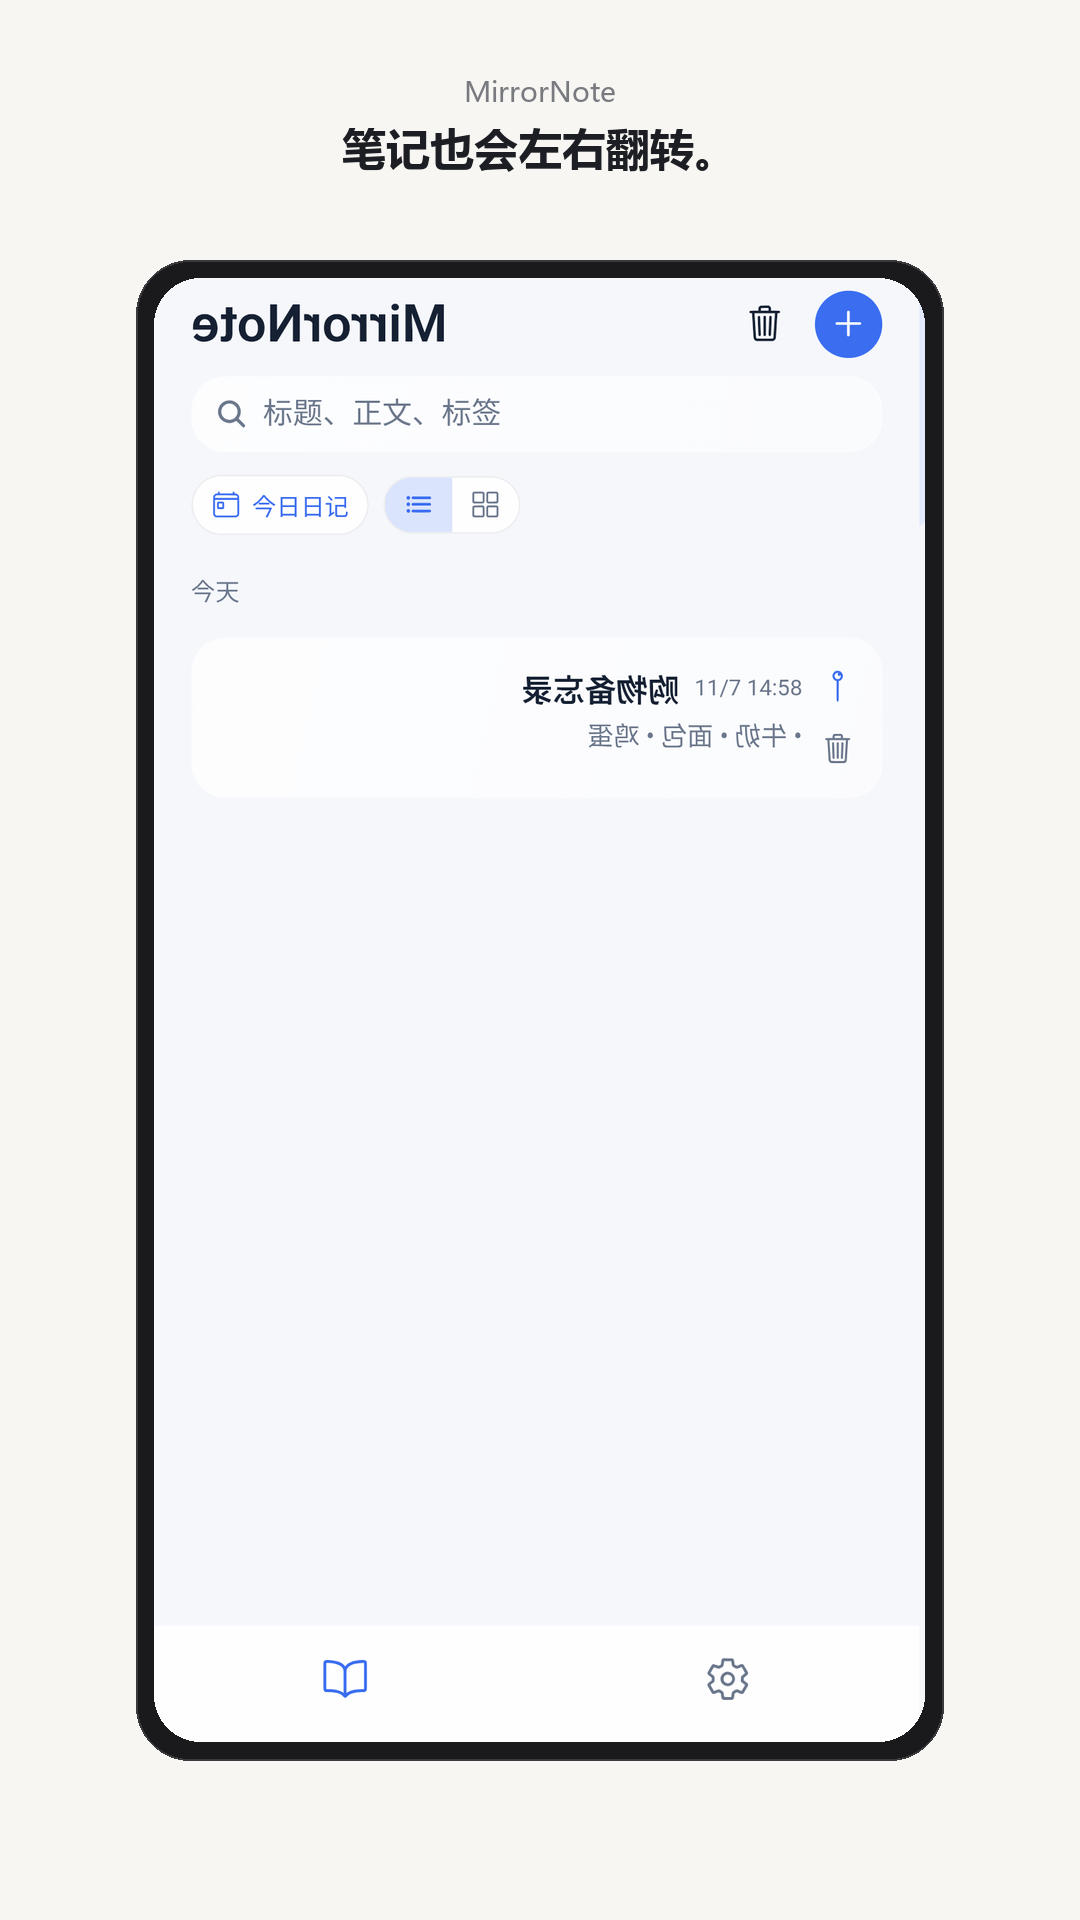 MirrorNote
笔记也会左右翻转。
MirrorNote
标题、正文、标签
今日日记
今天
购物备忘录 11/7 14:58
• 牛奶 • 面包 • 鸡蛋